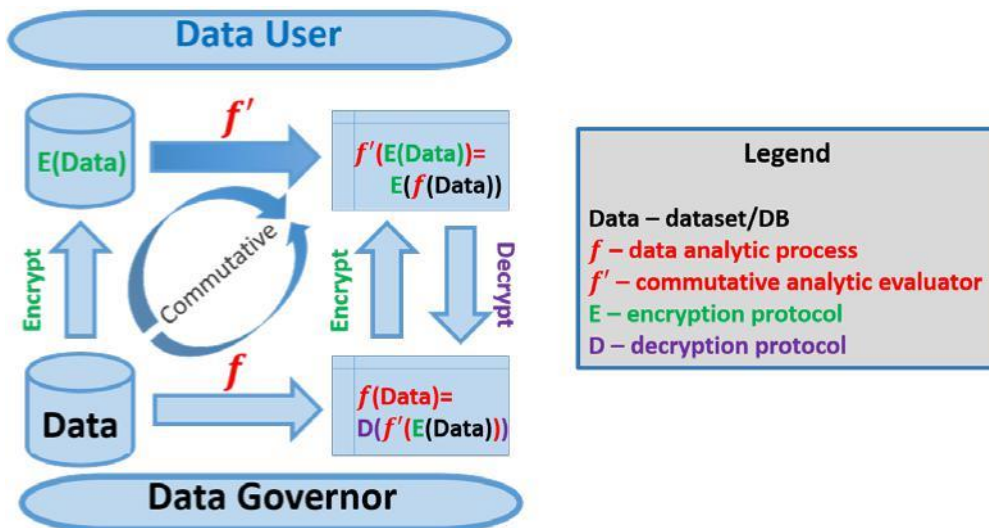 Data User
f′
E(Data)
f′(E(Data))=
E(f(Data))
Encrypt
Commutative
Encrypt
Decrypt
f
Data
f(Data)=
D(f′(E(Data)))
Data Governor
Legend
Data – dataset/DB
f – data analytic process
f′ – commutative analytic evaluator
E – encryption protocol
D – decryption protocol